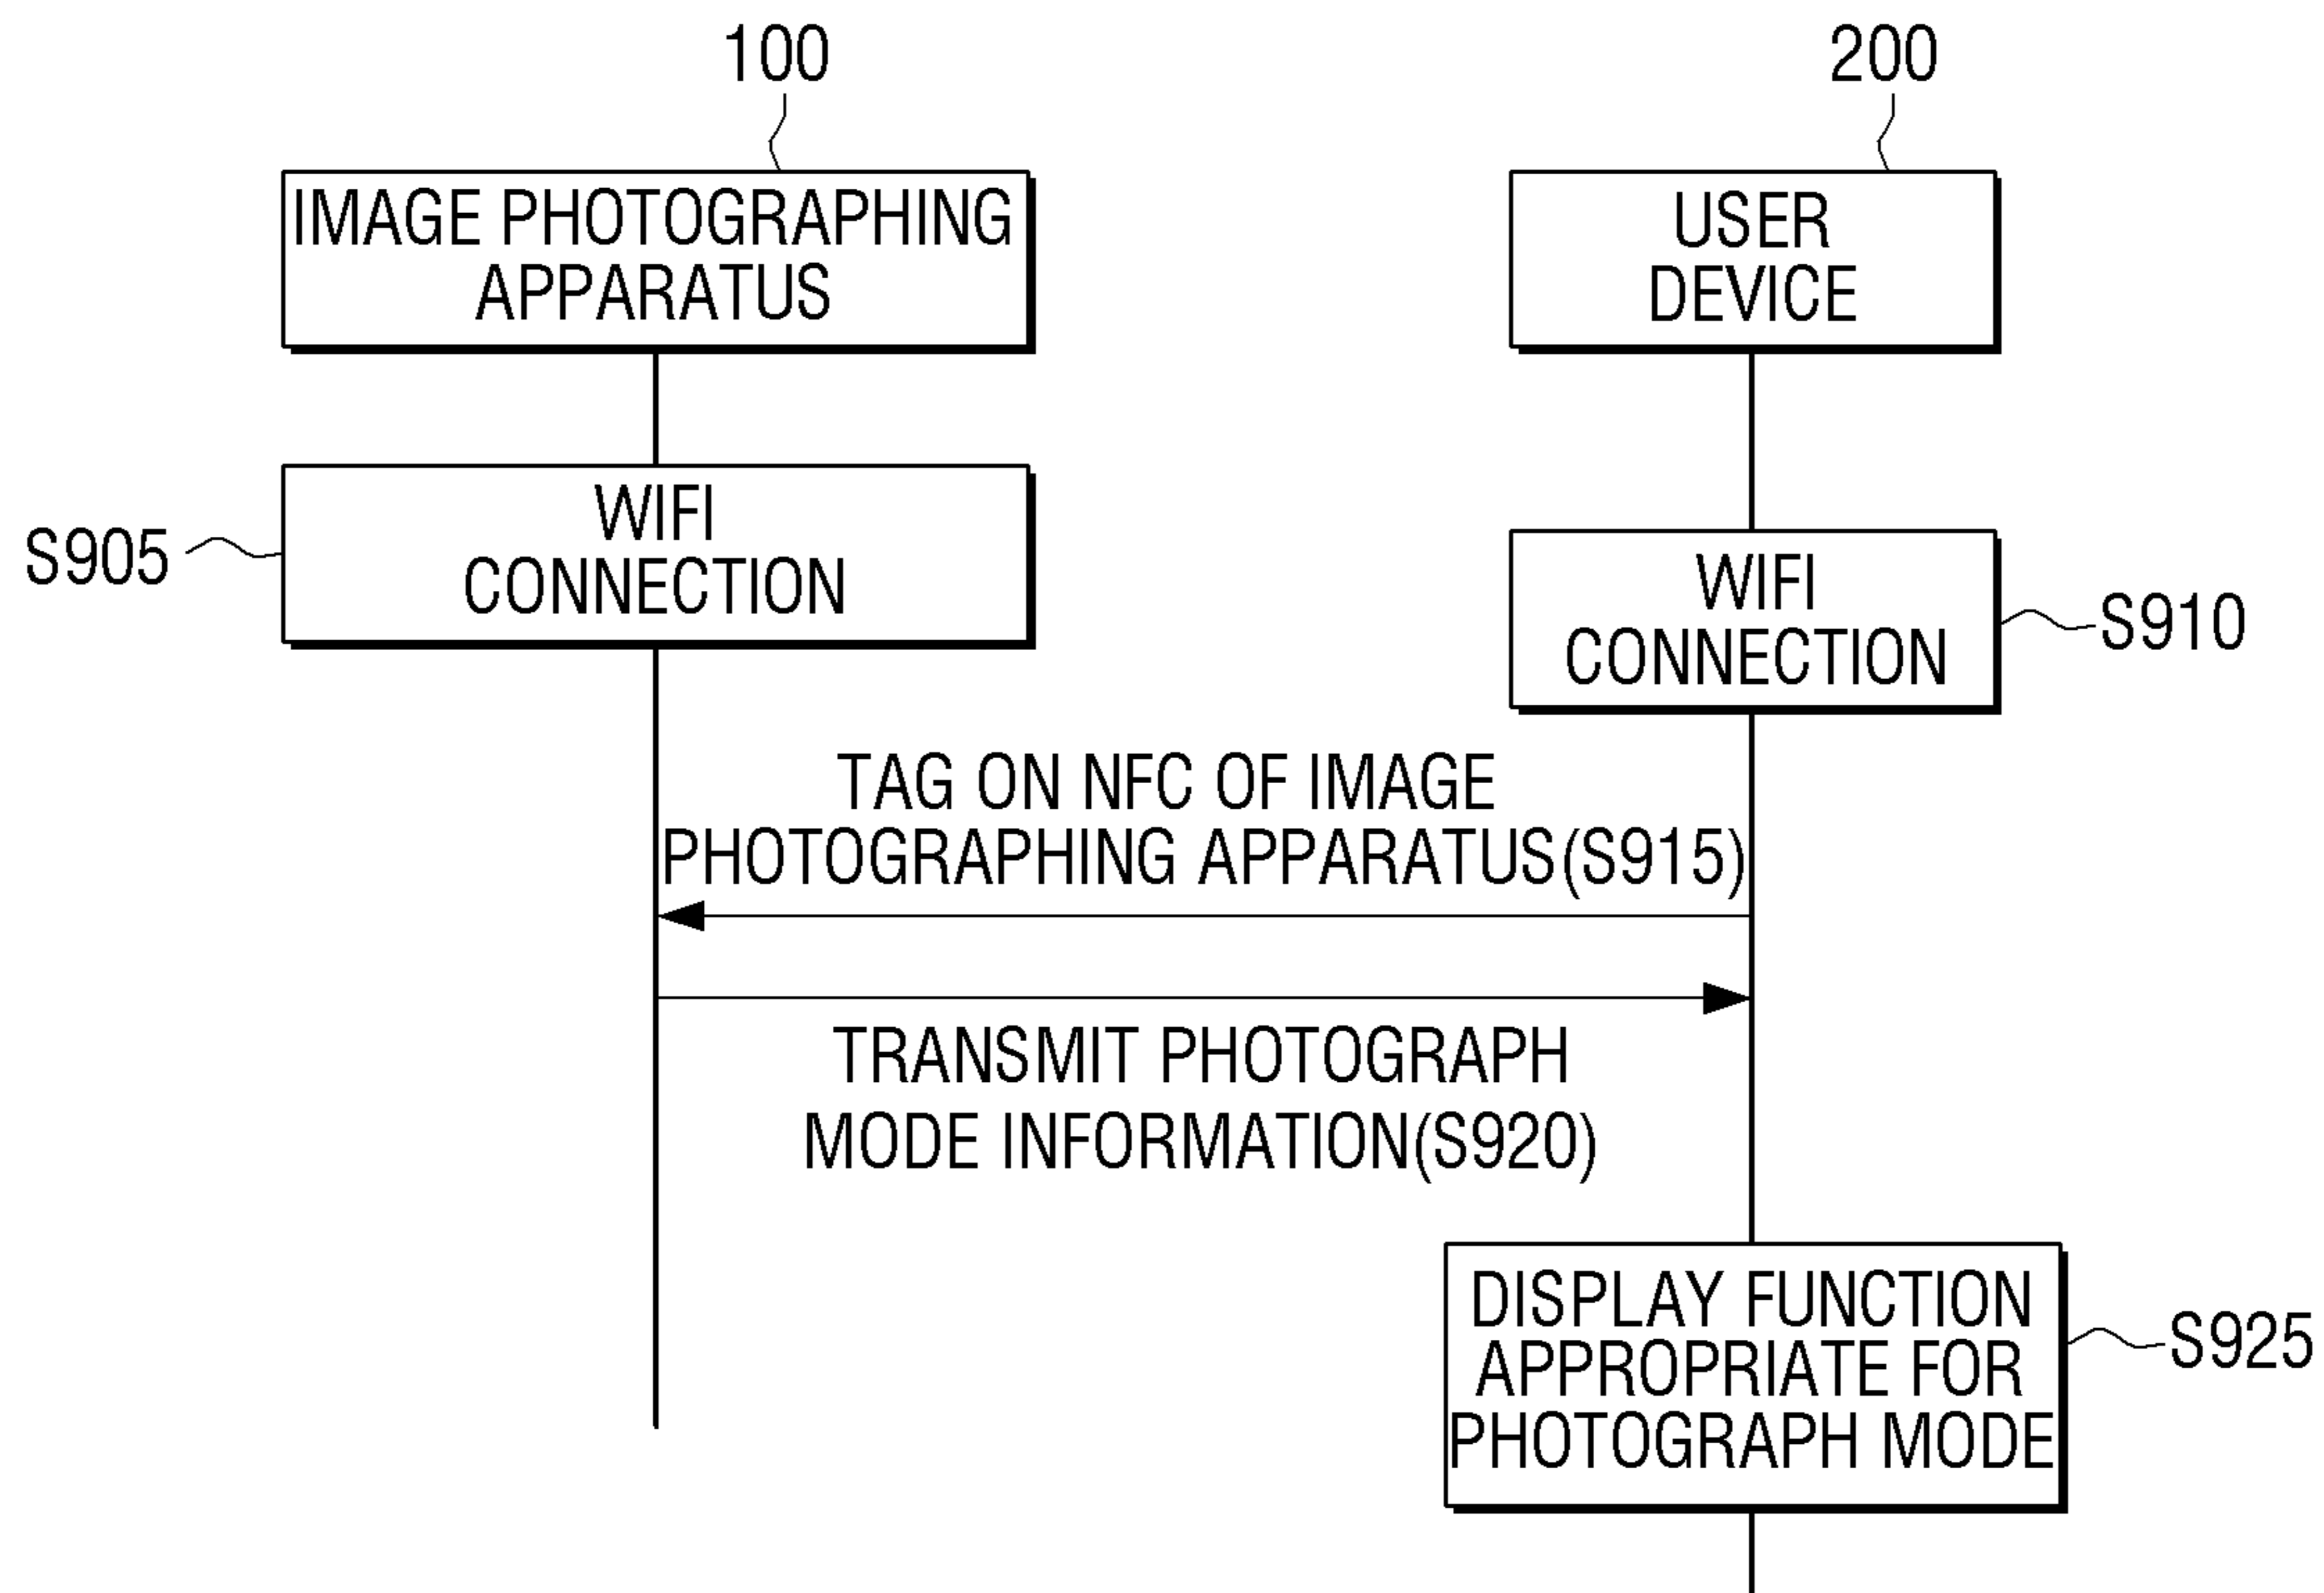 100
200
IMAGE PHOTOGRAPHING
APPARATUS
USER
DEVICE
S905
WIFI
CONNECTION
WIFI
CONNECTION
S910
TAG ON NFC OF IMAGE
PHOTOGRAPHING APPARATUS(S915)
TRANSMIT PHOTOGRAPH
MODE INFORMATION(S920)
DISPLAY FUNCTION
APPROPRIATE FOR
PHOTOGRAPH MODE
S925